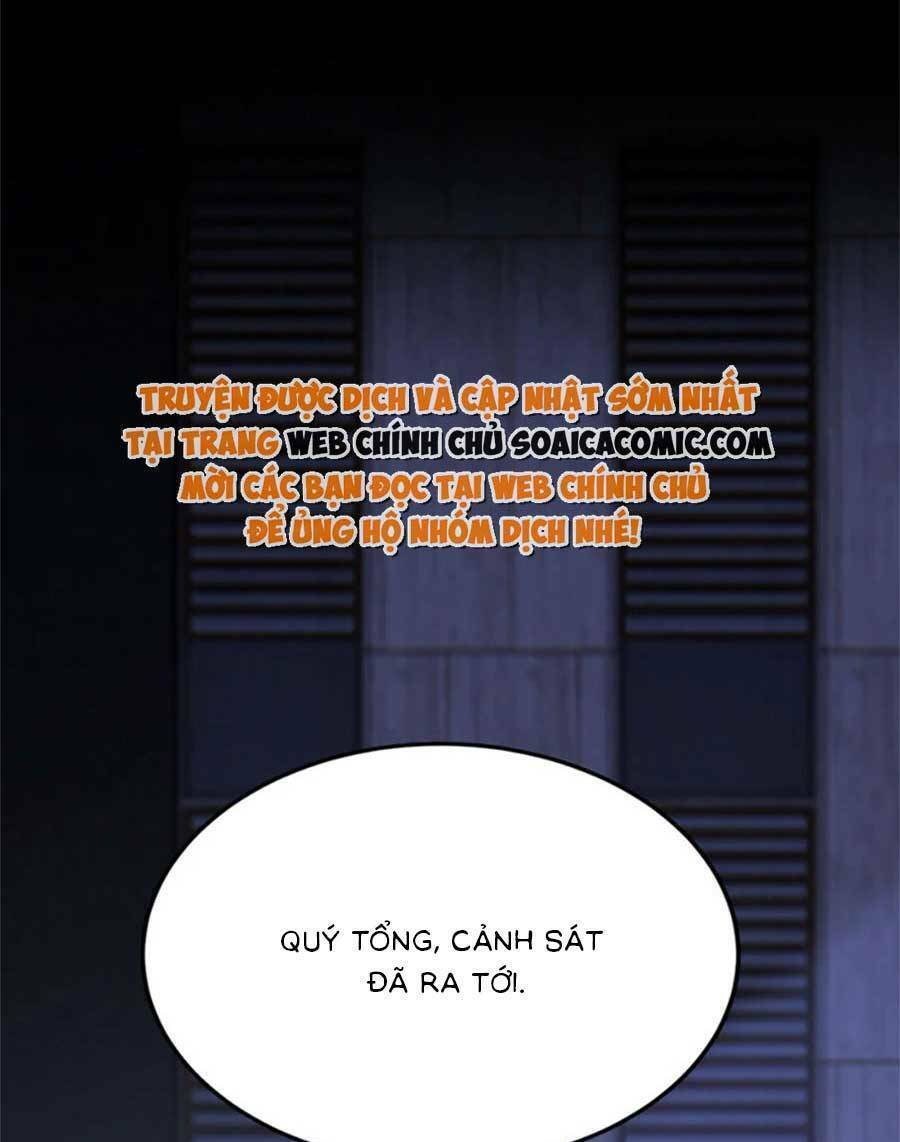 TRUYỆN ĐƯỢC DỊCH VÀ CẬP NHẬT SỚM NHẤT
TẠI TRANG WEB CHÍNH CHỦ SOAICACOMIC.COM
MỜI CÁC BẠN ĐỌC TẠI WEB CHÍNH CHỦ
ĐỂ ỦNG HỘ NHÓM DỊCH NHÉ!
QUÝ TỔNG, CẢNH SÁT
ĐÃ RA TỚI.